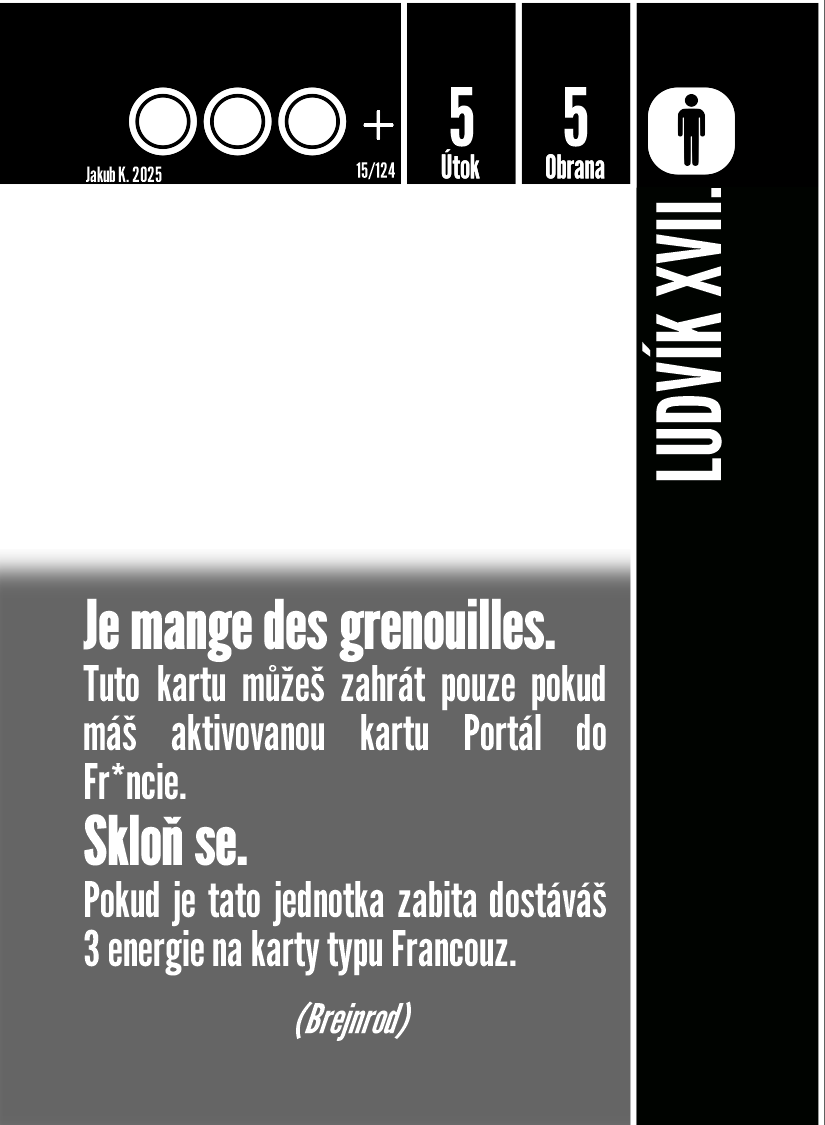 +
Jakub K. 2025
15/124
5
Útok
5
Obrana
LUDVÍK XVII.
Je mange des grenouilles.
Tuto kartu můžeš zahrát pouze pokud
máš aktivovanou kartu Portál do
Fr*ncie.
Skloň se.
Pokud je tato jednotka zabita dostáváš
3 energie na karty typu Francouz.
(Brejnrod)